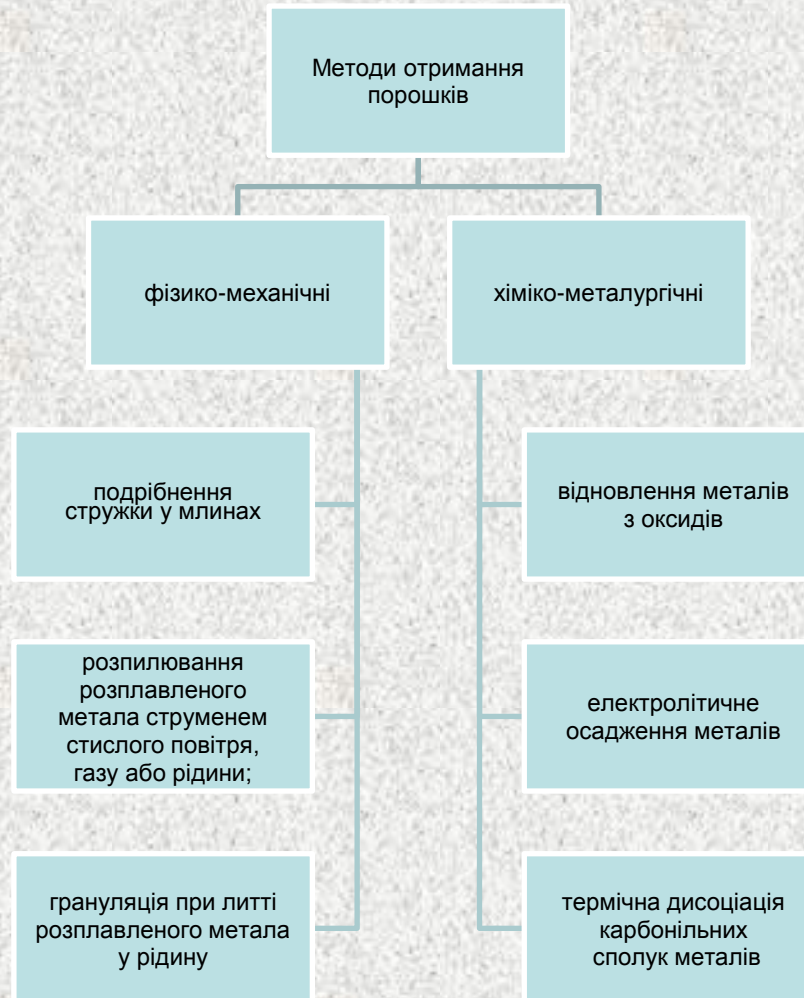 Методи отримання
порошків
фізико-механічні
хіміко-металургічні
подрібнення
стружки у млинах
відновлення металів
з оксидів
розпилювання
розплавленого
метала струменем
стислого повітря,
газу або рідини;
електролітичне
осадження металів
грануляція при литті
розплавленого метала
у рідину
термічна дисоціація
карбонільних
сполук металів